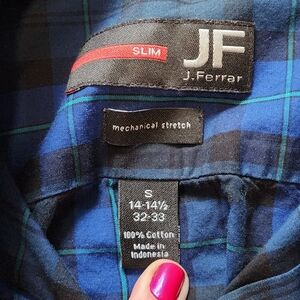 SLIM
JF
J.Ferrar
mechanical stretch
S
14-14½
32-33
100% Cotton
Made in
Indonesia